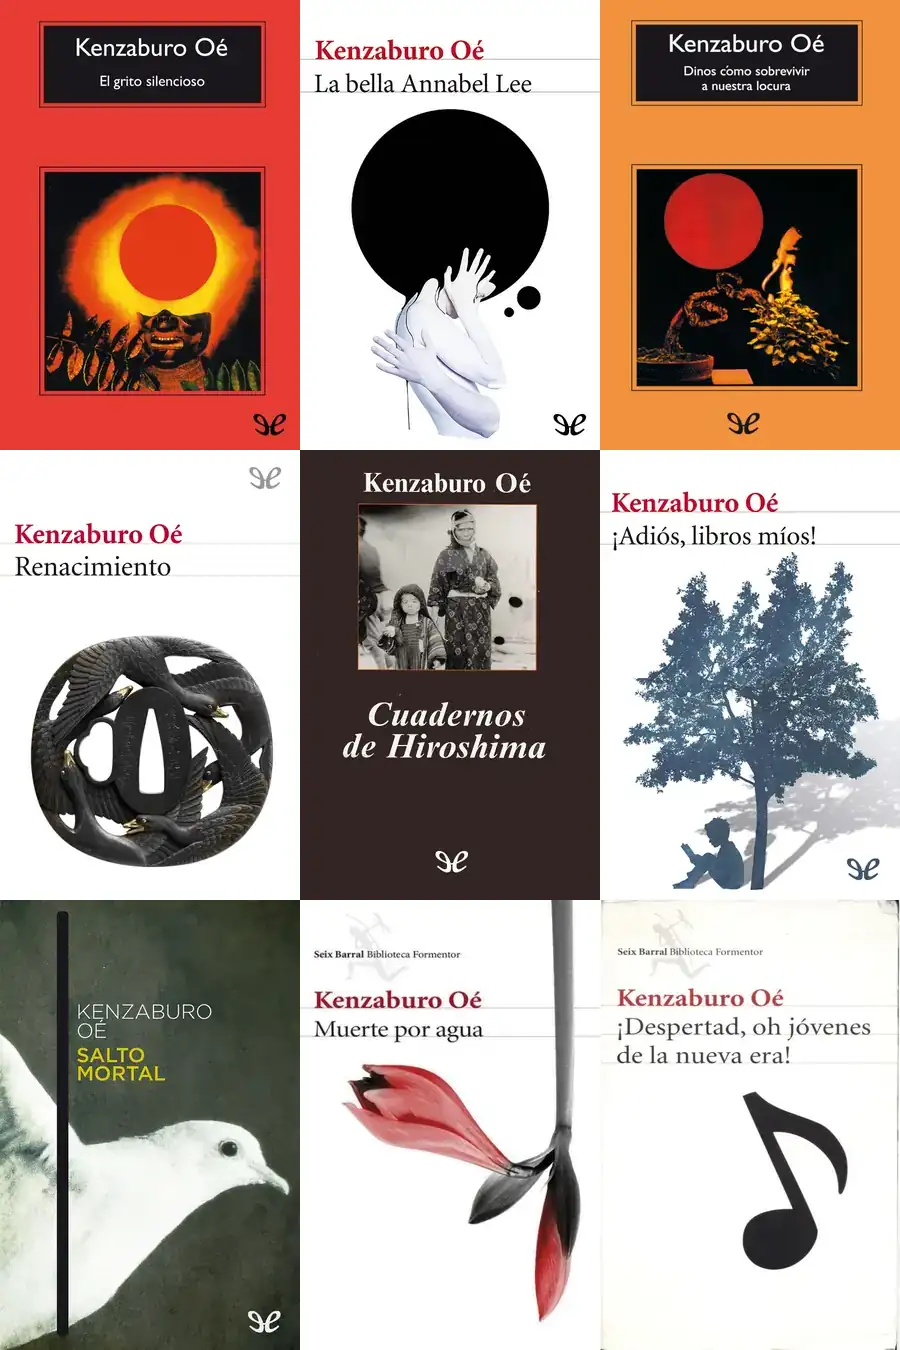 Kenzaburo Oé
El grito silencioso
Kenzaburo Oé
La bella Annabel Lee
Kenzaburo Oé
Dinos cómo sobrevivir
a nuestra locura
Kenzaburo Oé
Renacimiento
Kenzaburo Oé
Cuadernos
de Hiroshima
Kenzaburo Oé
¡Adiós, libros míos!
KENZABURO
OÉ
SALTO
MORTAL
Seix Barral Biblioteca Formentor
Kenzaburo Oé
Muerte por agua
Seix Barral Biblioteca Formentor
Kenzaburo Oé
¡Despertad, oh jóvenes
de la nueva era!